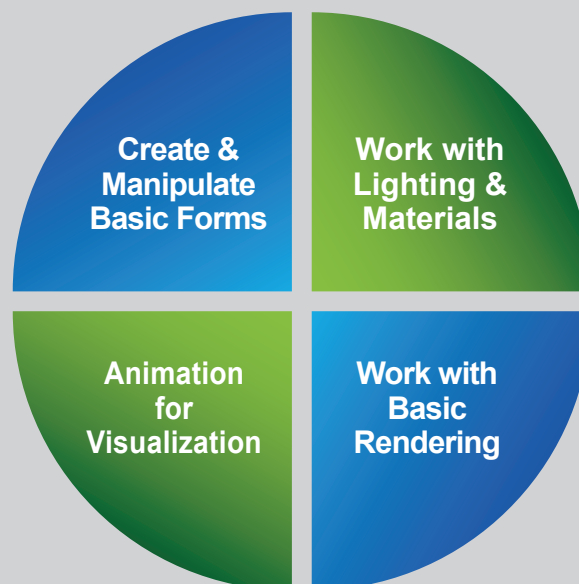 Create &
Manipulate
Basic Forms
Work with
Lighting &
Materials
Animation
for
Visualization
Work with
Basic
Rendering